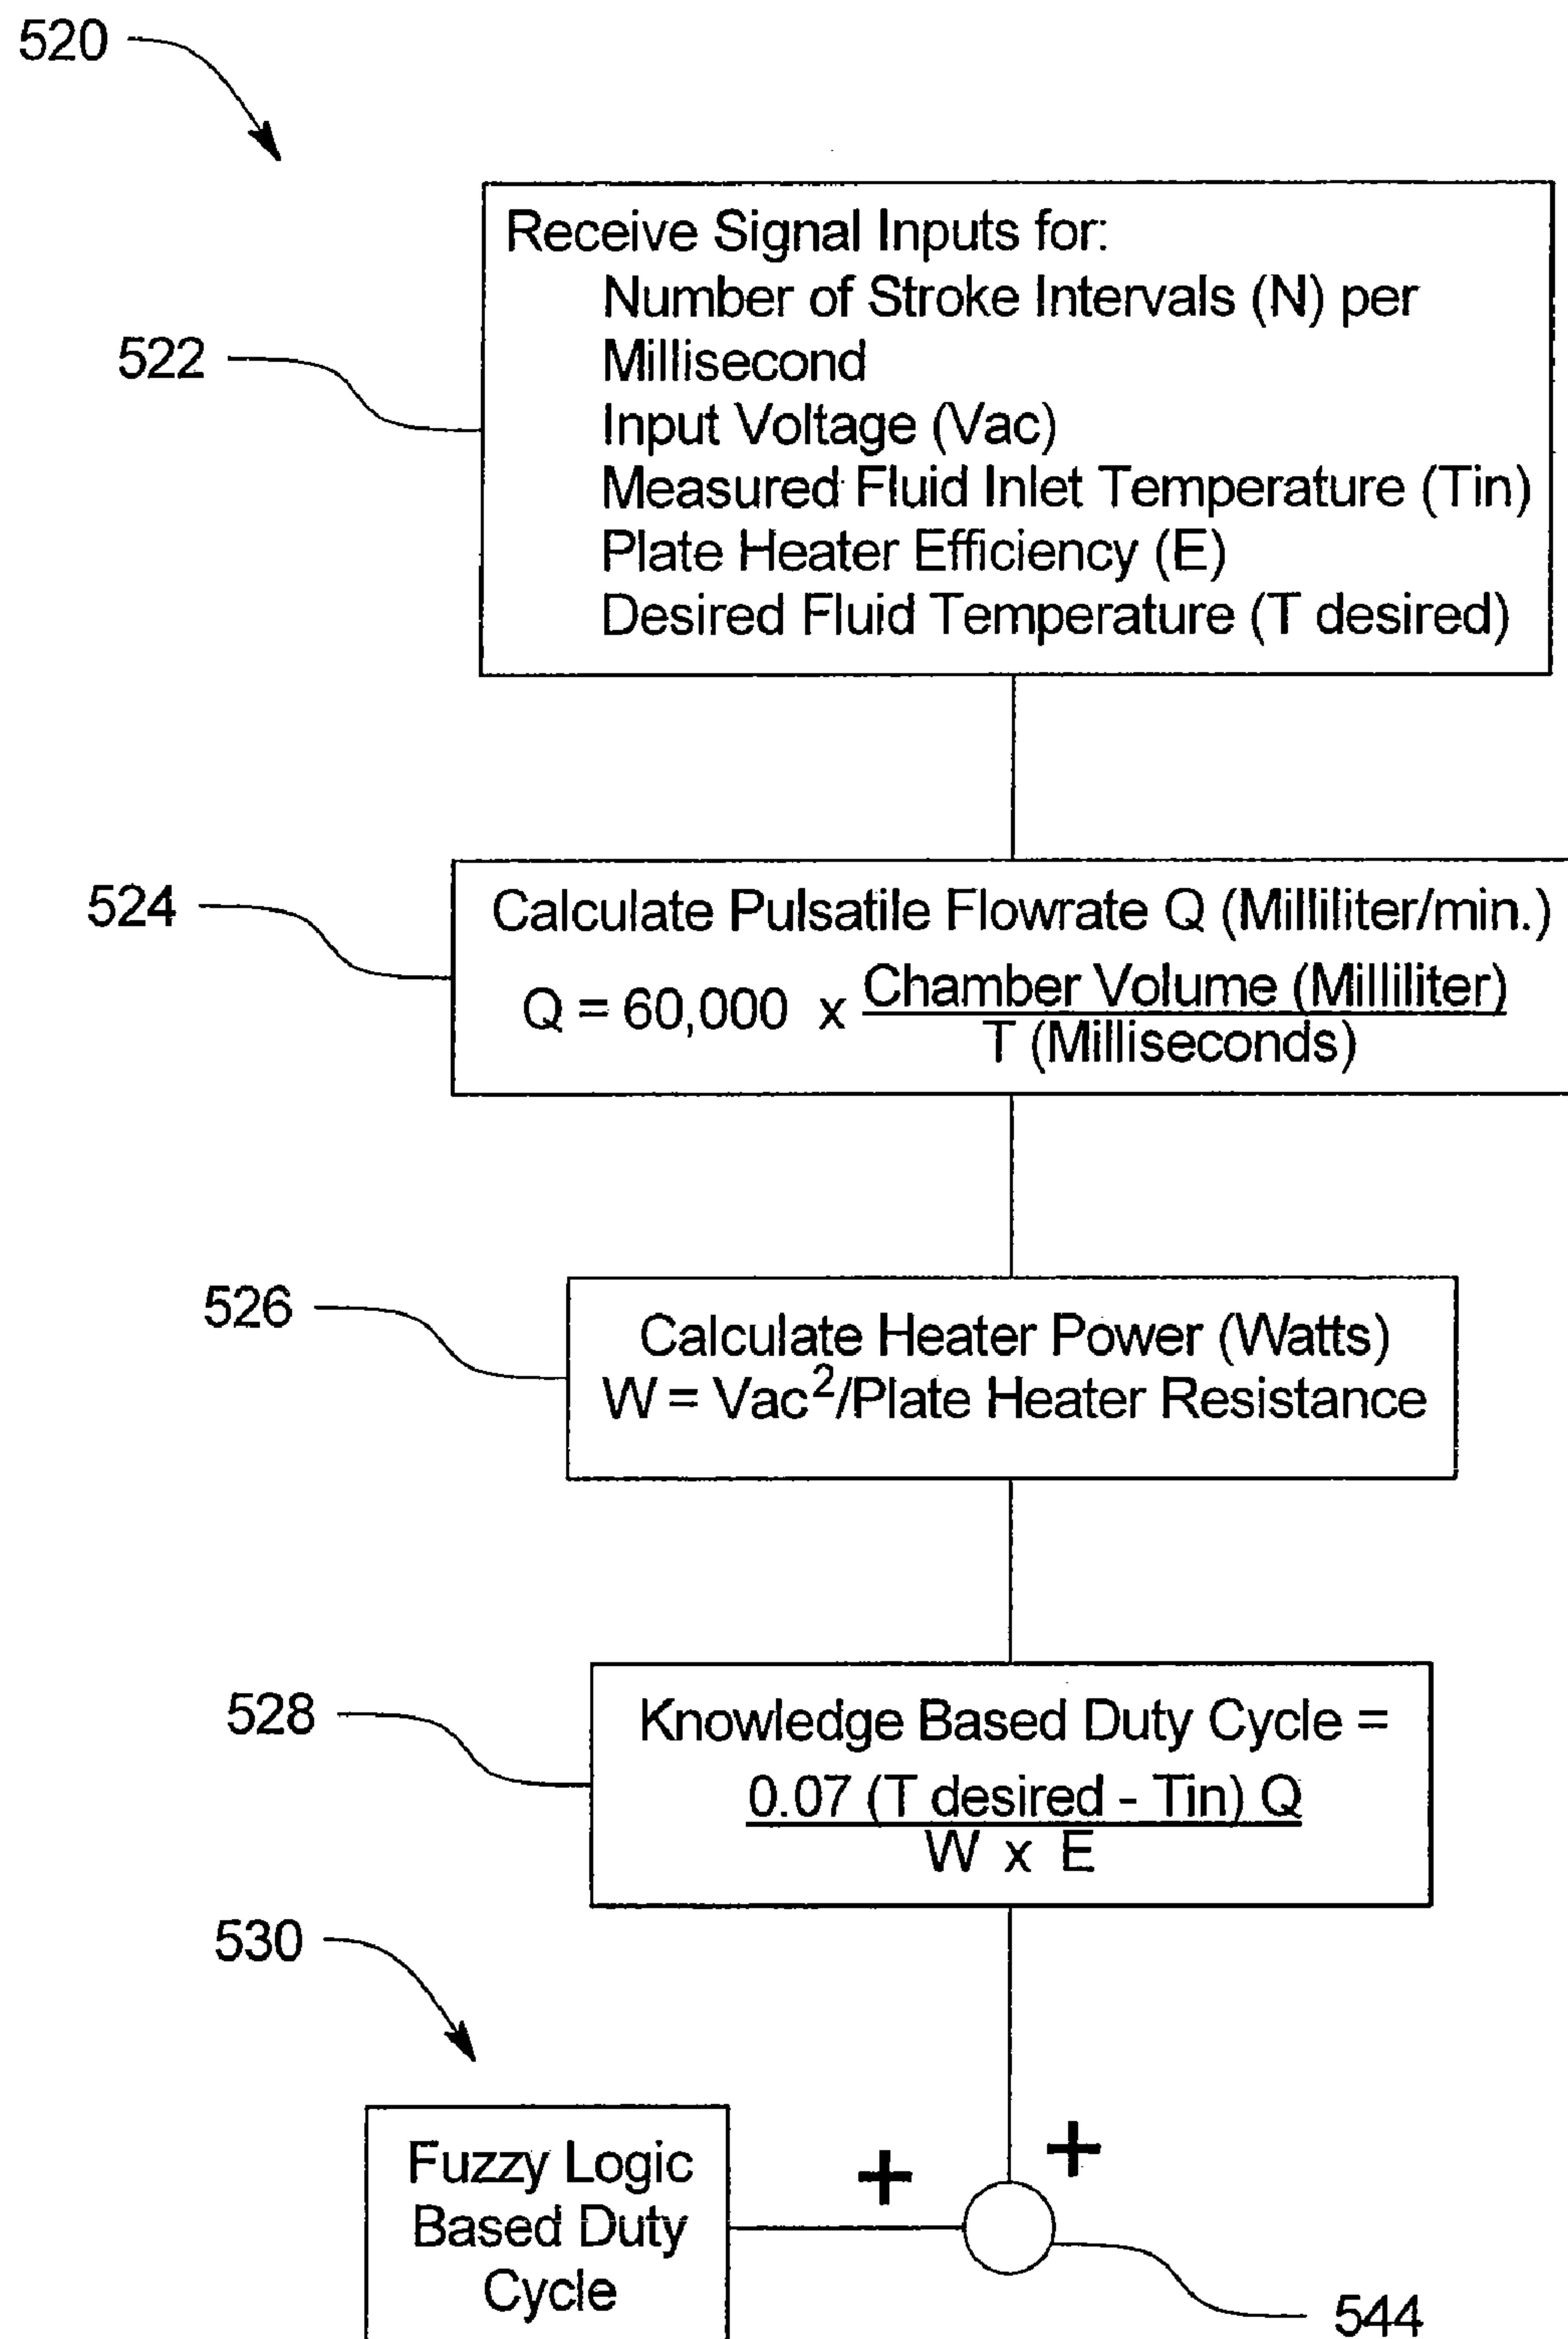 520
Receive Signal Inputs for:
Number of Stroke Intervals (N) per
Millisecond
522
Input Voltage (Vac)
Measured Fluid Inlet Temperature (Tin)
Plate Heater Efficiency (E)
Desired Fluid Temperature (T desired)
524
Calculate Pulsatile Flowrate Q (Milliliter/min.)
Q = 60,000 x Chamber Volume (Milliliter)
T (Milliseconds)
526
Calculate Heater Power (Watts)
W = Vac²/Plate Heater Resistance
528
Knowledge Based Duty Cycle =
0.07 (T desired - Tin) Q
W x E
530
Fuzzy Logic
Based Duty
Cycle
+
+
544